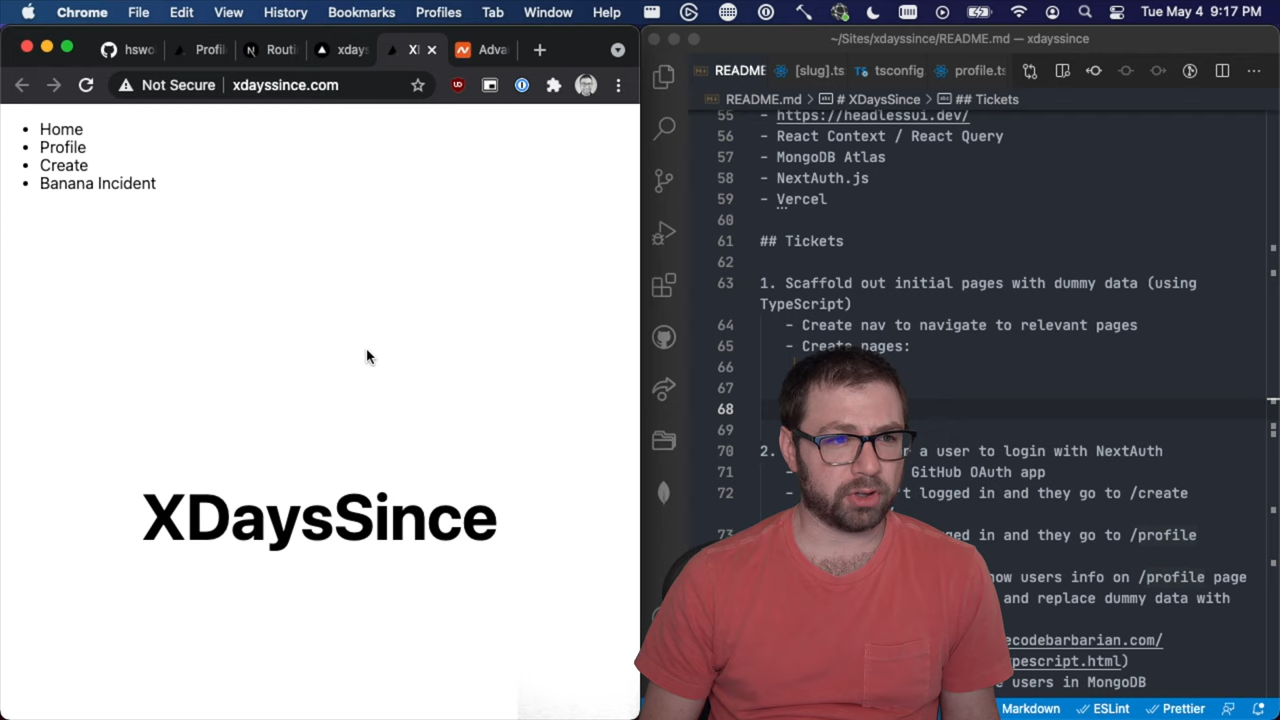 Chrome File Edit View History Bookmarks Profiles Tab Window Help
Tue May 4 9:17 PM
hswo
Profil
Routi
xdays
Adva
Not Secure
xdayssince.com
• Home
• Profile
• Create
• Banana Incident
XDaysSince
~/Sites/xdayssince/README.md — xdayssince
README
[slug].ts
tsconfig
profile.ts
README.md > # XDaysSince > ## Tickets
55 - https://headlessui.dev/
56 - React Context / React Query
57 - MongoDB Atlas
58 - NextAuth.js
59 - Vercel
60
61 ## Tickets
62
63 1. Scaffold out initial pages with dummy data (using
TypeScript)
64 - Create nav to navigate to relevant pages
65 - Create pages:
66
67
68
69
70 2. a user to login with NextAuth
71 - GitHub OAuth app
72 - 't logged in and they go to /create
73 gged in and they go to /profile
how users info on /profile page
and replace dummy data with
ecodebarbarian.com/
pescript.html)
e users in MongoDB
Markdown
ESLint
Prettier